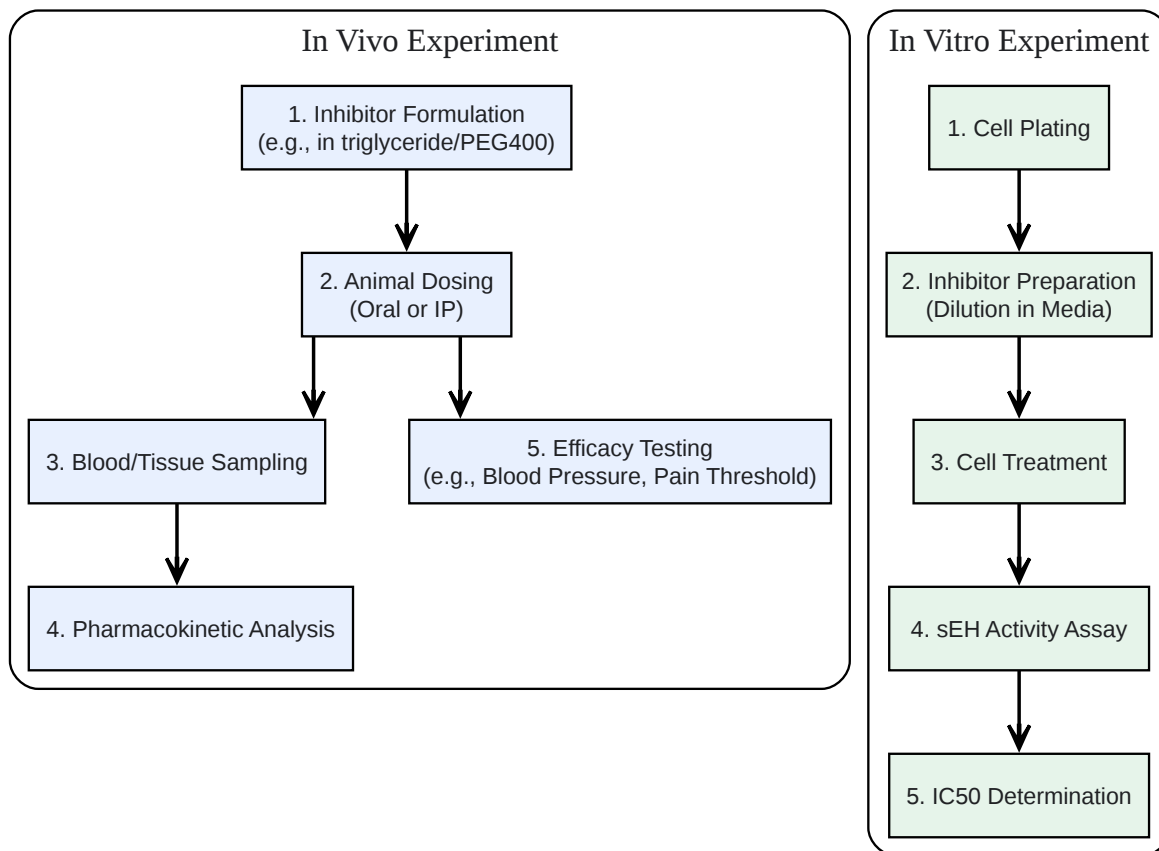 In Vivo Experiment
1. Inhibitor Formulation
(e.g., in triglyceride/PEG400)
2. Animal Dosing
(Oral or IP)
3. Blood/Tissue Sampling
5. Efficacy Testing
(e.g., Blood Pressure, Pain Threshold)
4. Pharmacokinetic Analysis
In Vitro Experiment
1. Cell Plating
2. Inhibitor Preparation
(Dilution in Media)
3. Cell Treatment
4. sEH Activity Assay
5. IC50 Determination